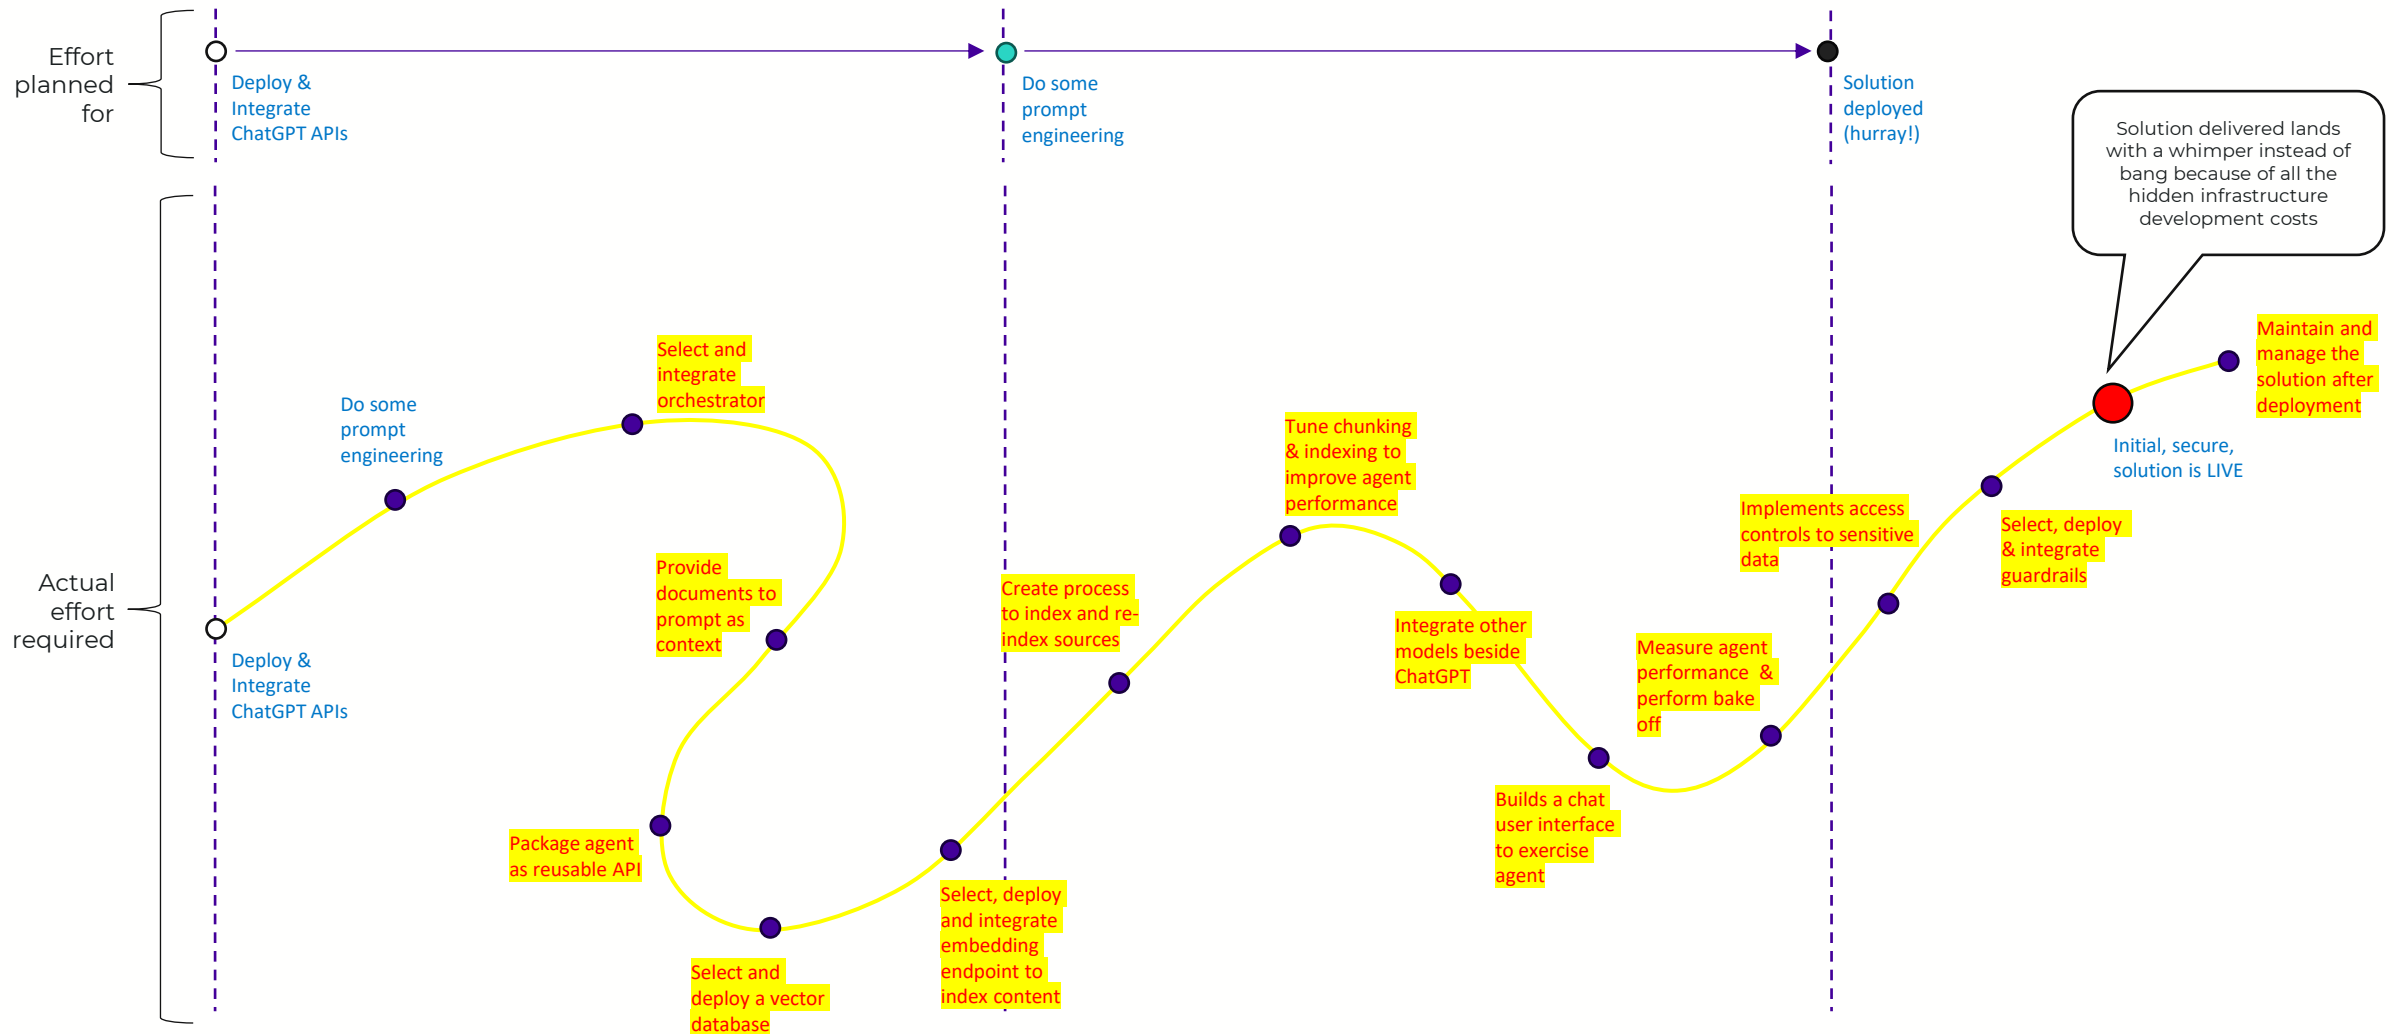 Effort
planned
for
Deploy &
Integrate
ChatGPT APIs
Do some
prompt
engineering
Solution
deployed
(hurray!)
Solution delivered lands
with a whimper instead of
bang because of all the
hidden infrastructure
development costs
Actual
effort
required
Deploy &
Integrate
ChatGPT APIs
Do some
prompt
engineering
Select and
integrate
orchestrator
Provide
documents to
prompt as
context
Package agent
as reusable API
Select and
deploy a vector
database
Select, deploy
and integrate
embedding
endpoint to
index content
Create process
to index and re-
index sources
Tune chunking
& indexing to
improve agent
performance
Integrate other
models beside
ChatGPT
Builds a chat
user interface
to exercise
agent
Measure agent
performance &
perform bake
off
Implements access
controls to sensitive
data
Select, deploy
& integrate
guardrails
Initial, secure,
solution is LIVE
Maintain and
manage the
solution after
deployment